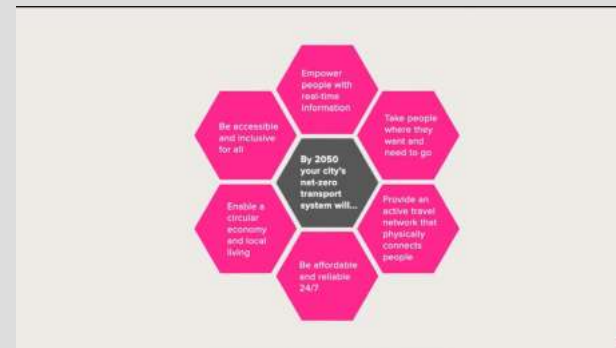 Empower
people with
real-time
information
Take people
where they
want and
need to go
Provide an
active travel
network that
physically
connects
people
Be affordable
and reliable
24/7
Enable a
circular
economy
and local
living
Be accessible
and inclusive
for all
By 2050
your city's
net-zero
transport
system will...